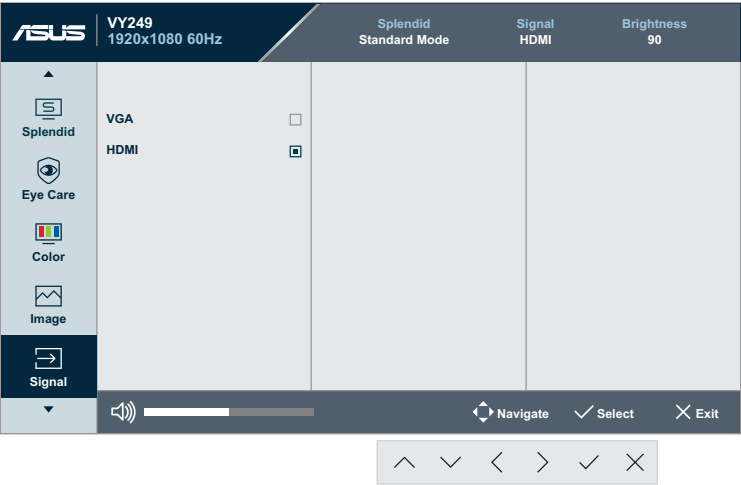 ASUS
VY249
1920x1080 60Hz
Splendid
Standard Mode
Signal
HDMI
Brightness
90
Splendid
Eye Care
Color
Image
Signal
VGA
HDMI
Navigate
Select
Exit